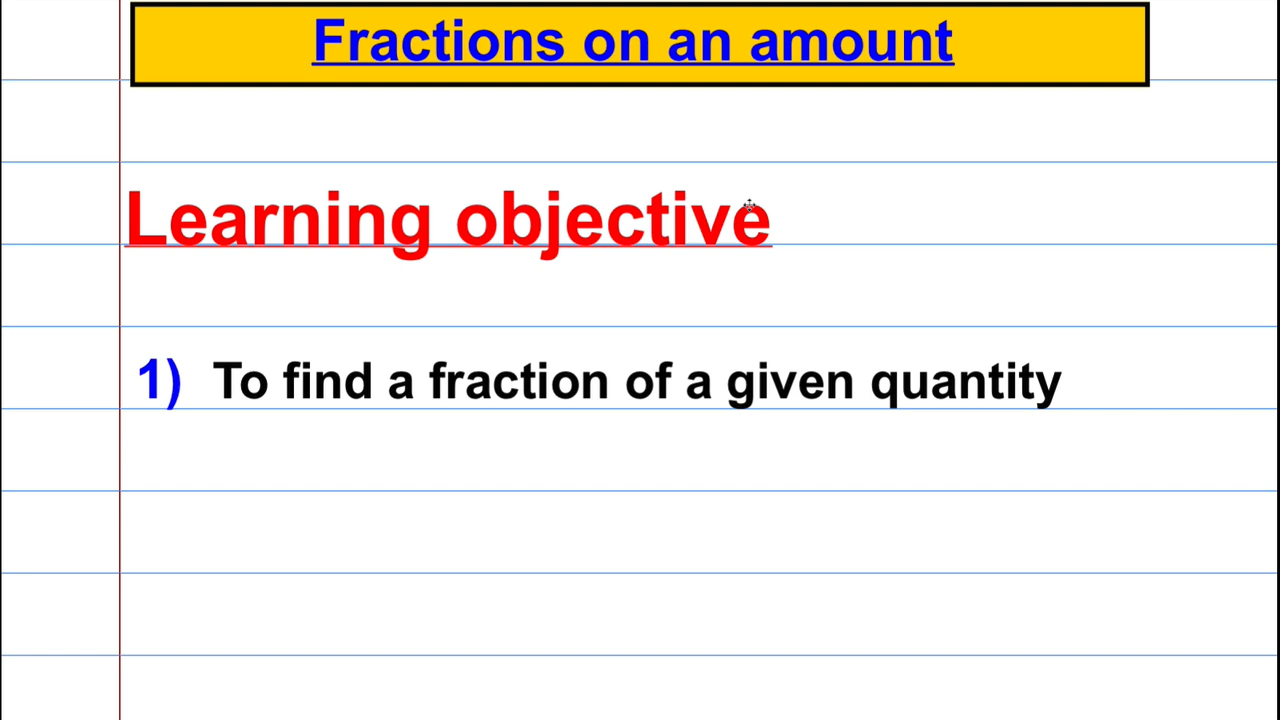 Fractions on an amount
Learning objective
1) To find a fraction of a given quantity